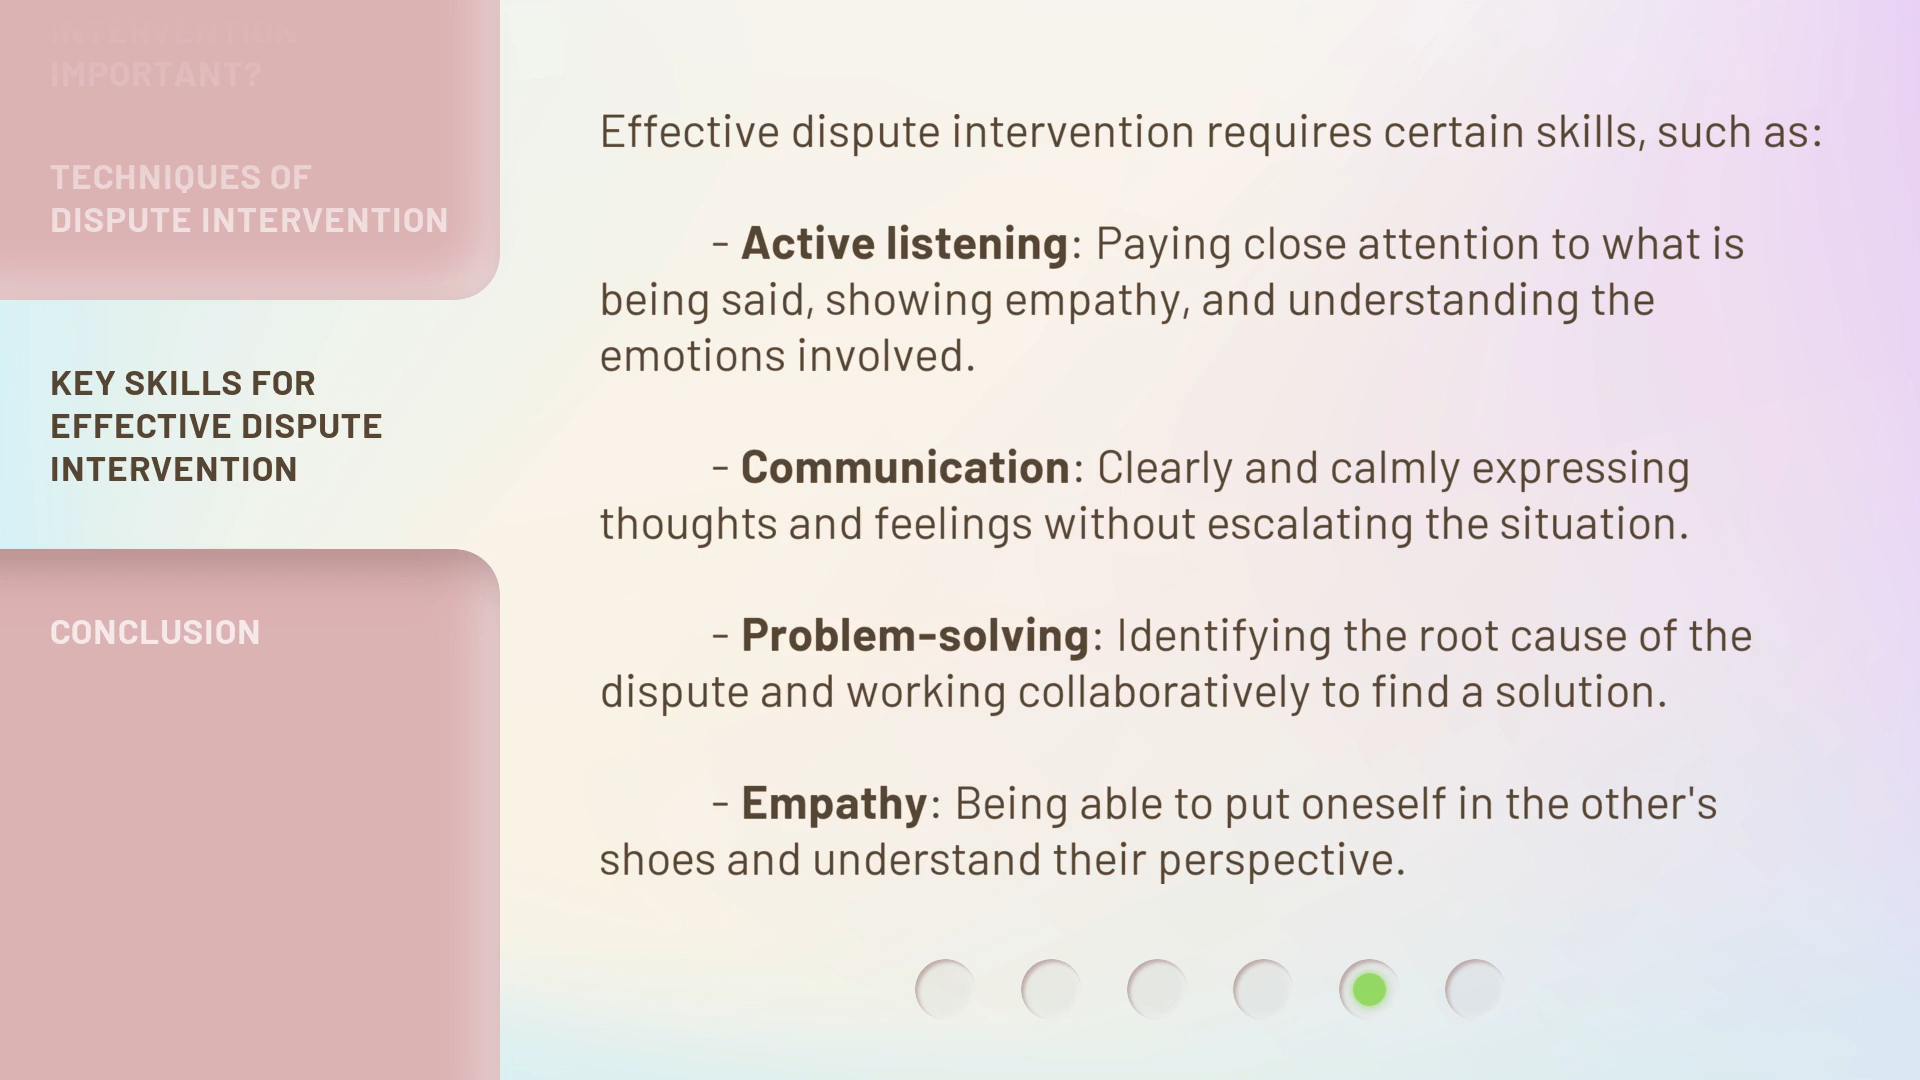 INTERVENTION
IMPORTANT?
TECHNIQUES OF
DISPUTE INTERVENTION
KEY SKILLS FOR
EFFECTIVE DISPUTE
INTERVENTION
CONCLUSION
Effective dispute intervention requires certain skills, such as:
- Active listening: Paying close attention to what is
being said, showing empathy, and understanding the
emotions involved.
- Communication: Clearly and calmly expressing
thoughts and feelings without escalating the situation.
- Problem-solving: Identifying the root cause of the
dispute and working collaboratively to find a solution.
- Empathy: Being able to put oneself in the other's
shoes and understand their perspective.